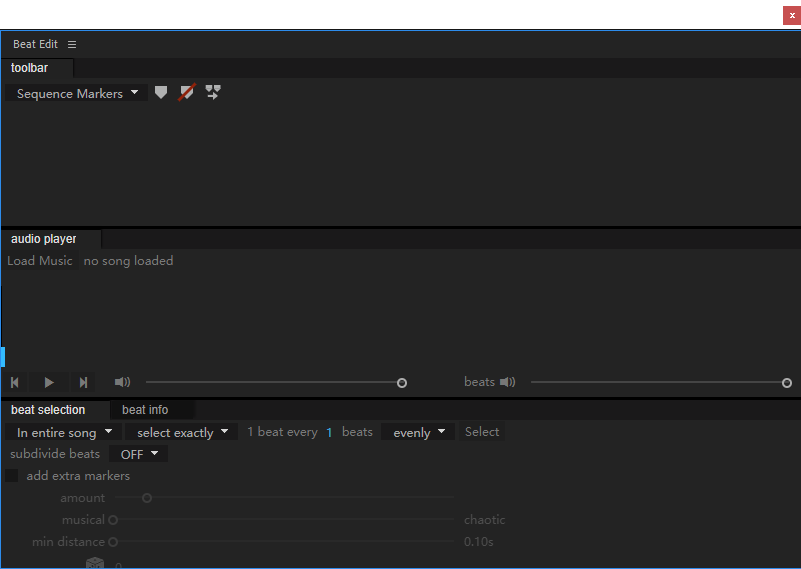 x
Beat Edit
toolbar
Sequence Markers
audio player
Load Music no song loaded
beats
beat selection beat info
In entire song select exactly 1 beat every 1 beats evenly Select
subdivide beats OFF
add extra markers
amount
musical chaotic
min distance 0.10s
0